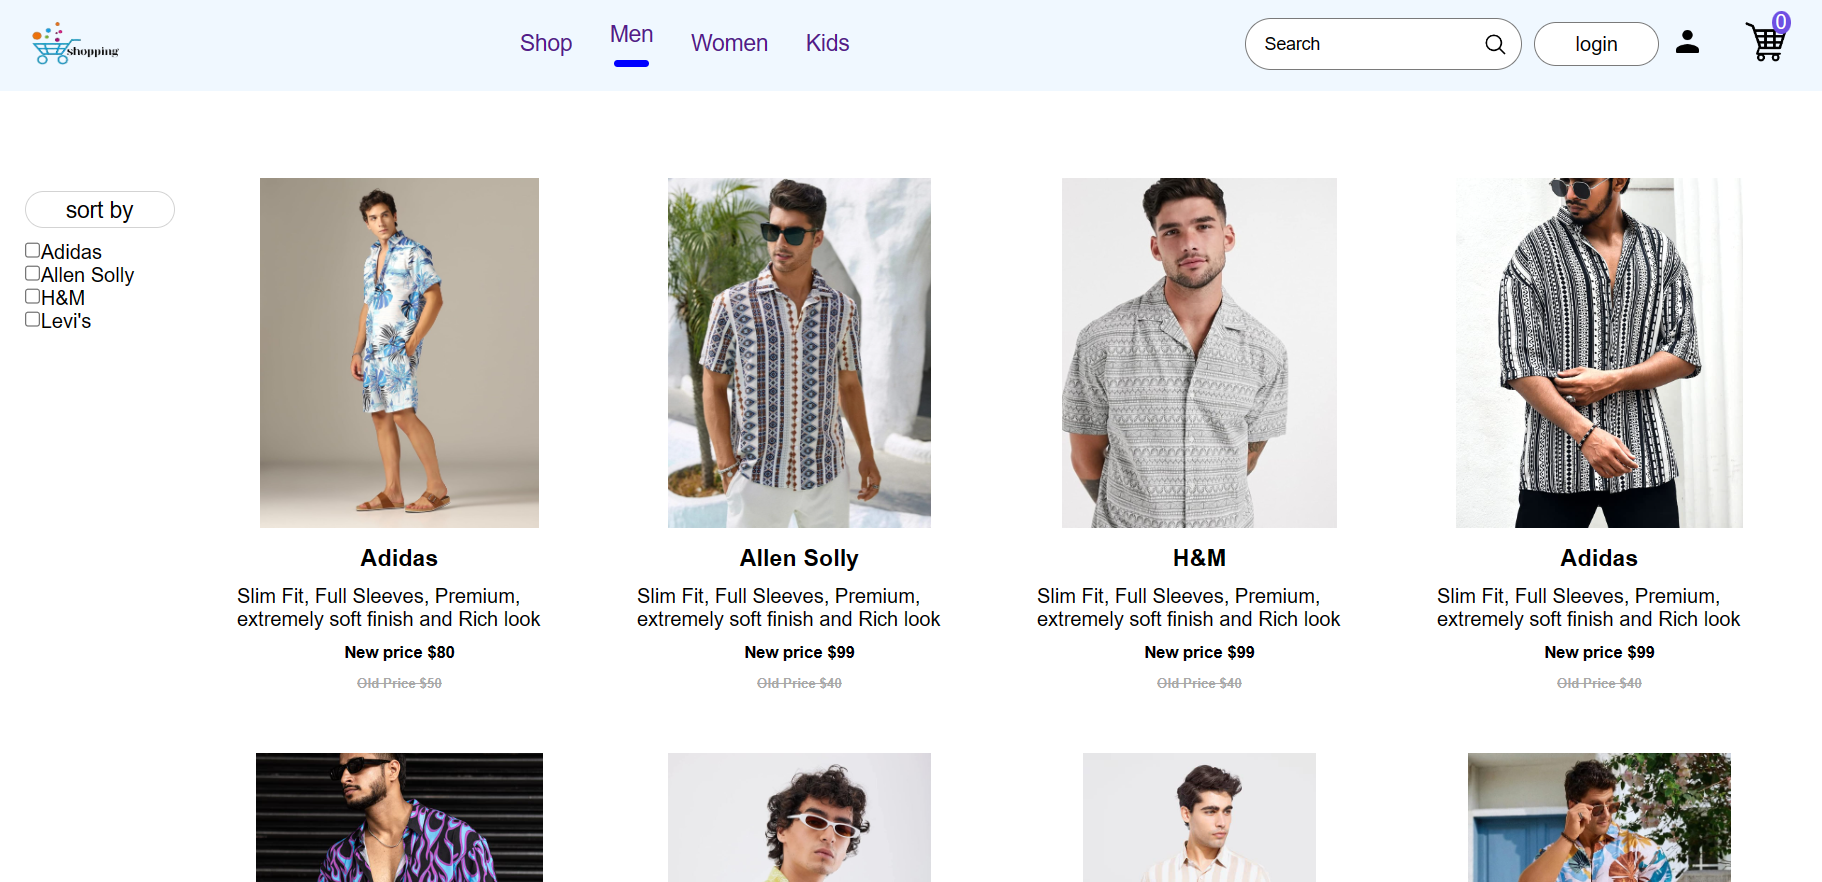 shopping
Shop
Men
Women
Kids
Search
login
0
sort by
Adidas
Allen Solly
H&M
Levi's
Adidas
Slim Fit, Full Sleeves, Premium,
extremely soft finish and Rich look
New price $80
Old Price $50
Allen Solly
Slim Fit, Full Sleeves, Premium,
extremely soft finish and Rich look
New price $99
Old Price $40
H&M
Slim Fit, Full Sleeves, Premium,
extremely soft finish and Rich look
New price $99
Old Price $40
Adidas
Slim Fit, Full Sleeves, Premium,
extremely soft finish and Rich look
New price $99
Old Price $40